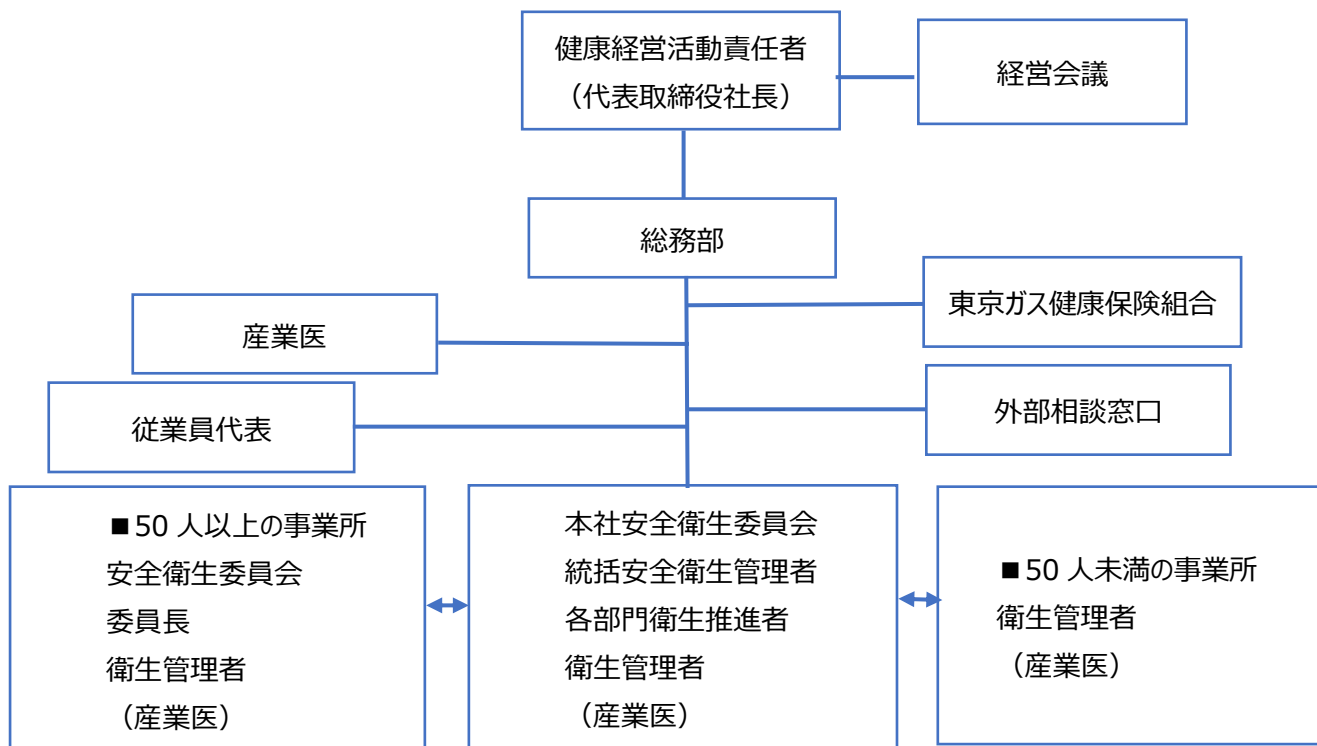 健康経営活動責任者
（代表取締役社長）
経営会議
総務部
東京ガス健康保険組合
産業医
外部相談窓口
従業員代表
■50 人以上の事業所
安全衛生委員会
委員長
衛生管理者
（産業医）
本社安全衛生委員会
統括安全衛生管理者
各部門衛生推進者
衛生管理者
（産業医）
■50 人未満の事業所
衛生管理者
（産業医）